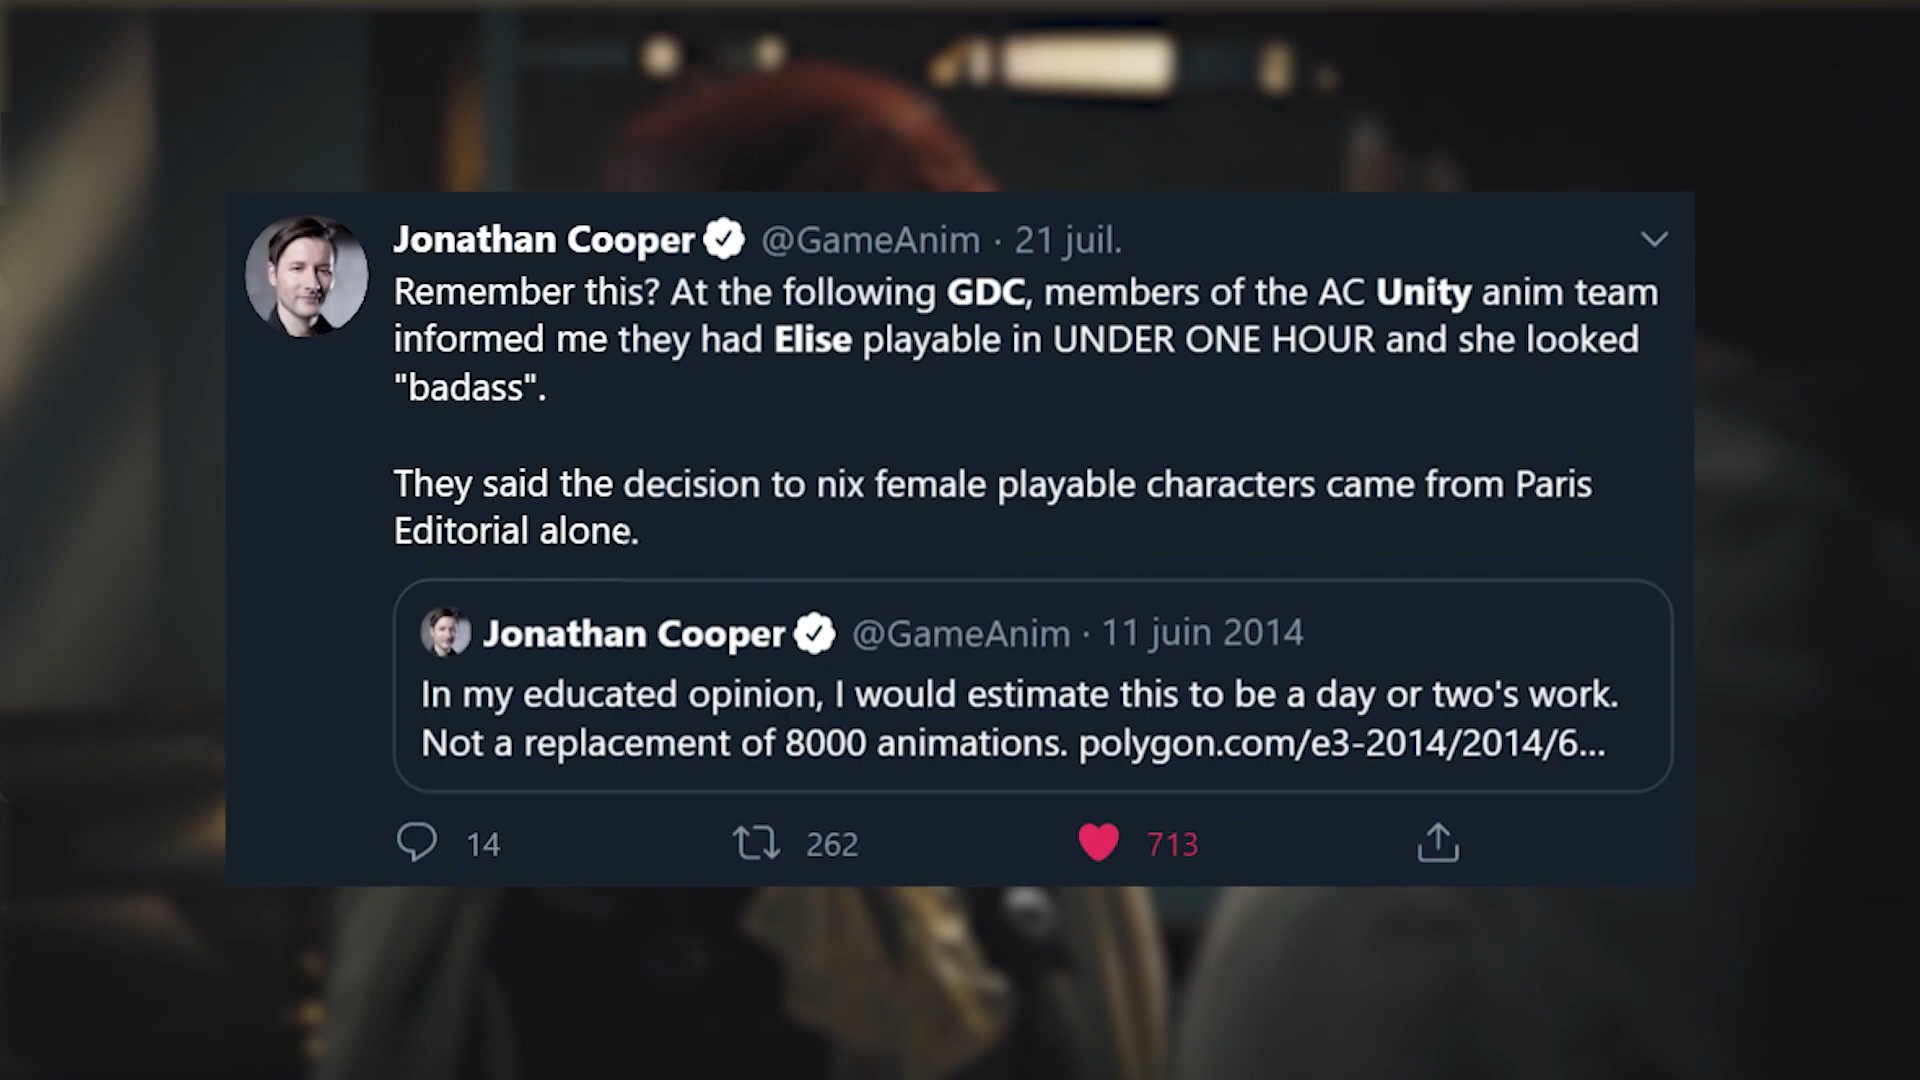 Jonathan Cooper @GameAnim · 21 juil.
Remember this? At the following GDC, members of the AC Unity anim team
informed me they had Elise playable in UNDER ONE HOUR and she looked
"badass".
They said the decision to nix female playable characters came from Paris
Editorial alone.
Jonathan Cooper @GameAnim · 11 juin 2014
In my educated opinion, I would estimate this to be a day or two's work.
Not a replacement of 8000 animations. polygon.com/e3-2014/2014/6...
14 262 713